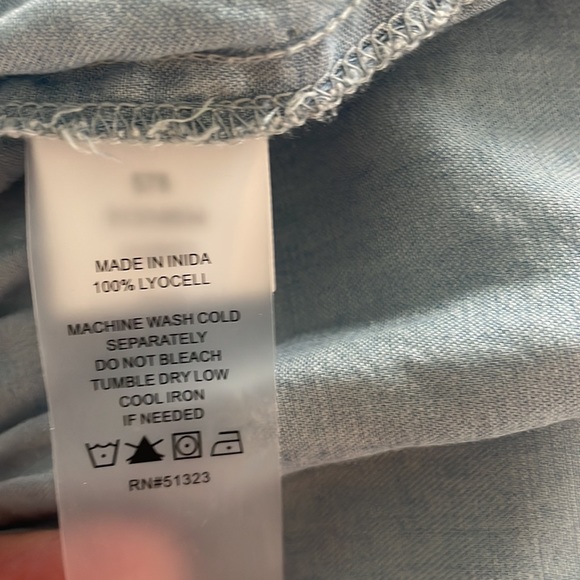 MADE IN INIDA
100% LYOCELL
MACHINE WASH COLD
SEPARATELY
DO NOT BLEACH
TUMBLE DRY LOW
COOL IRON
IF NEEDED
RN#51323